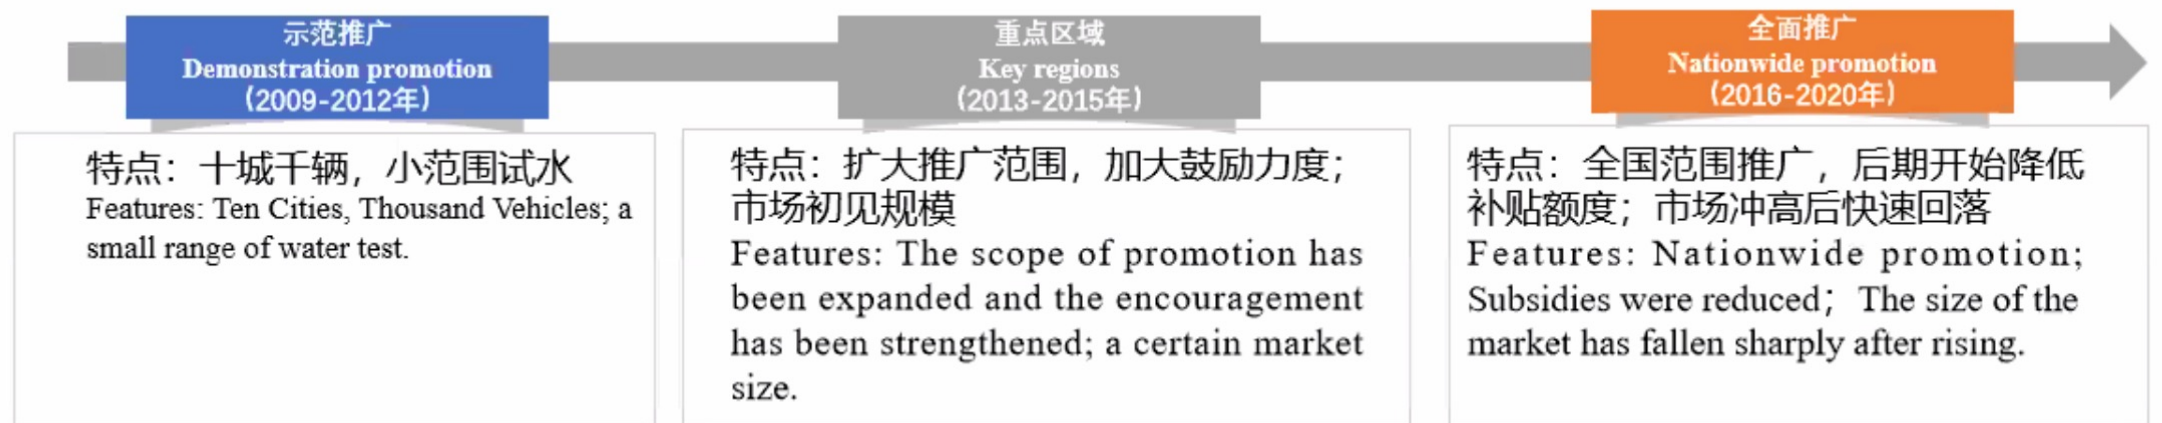 示范推广
Demonstration promotion
(2009-2012年)
特点：十城千辆，小范围试水
Features: Ten Cities, Thousand Vehicles; a
small range of water test.
重点区域
Key regions
(2013-2015年)
特点：扩大推广范围，加大鼓励力度；
市场初见规模
Features: The scope of promotion has
been expanded and the encouragement
has been strengthened; a certain market
size.
全面推广
Nationwide promotion
(2016-2020年)
特点：全国范围推广，后期开始降低
补贴额度；市场冲高后快速回落
Features: Nationwide promotion;
Subsidies were reduced；The size of the
market has fallen sharply after rising.